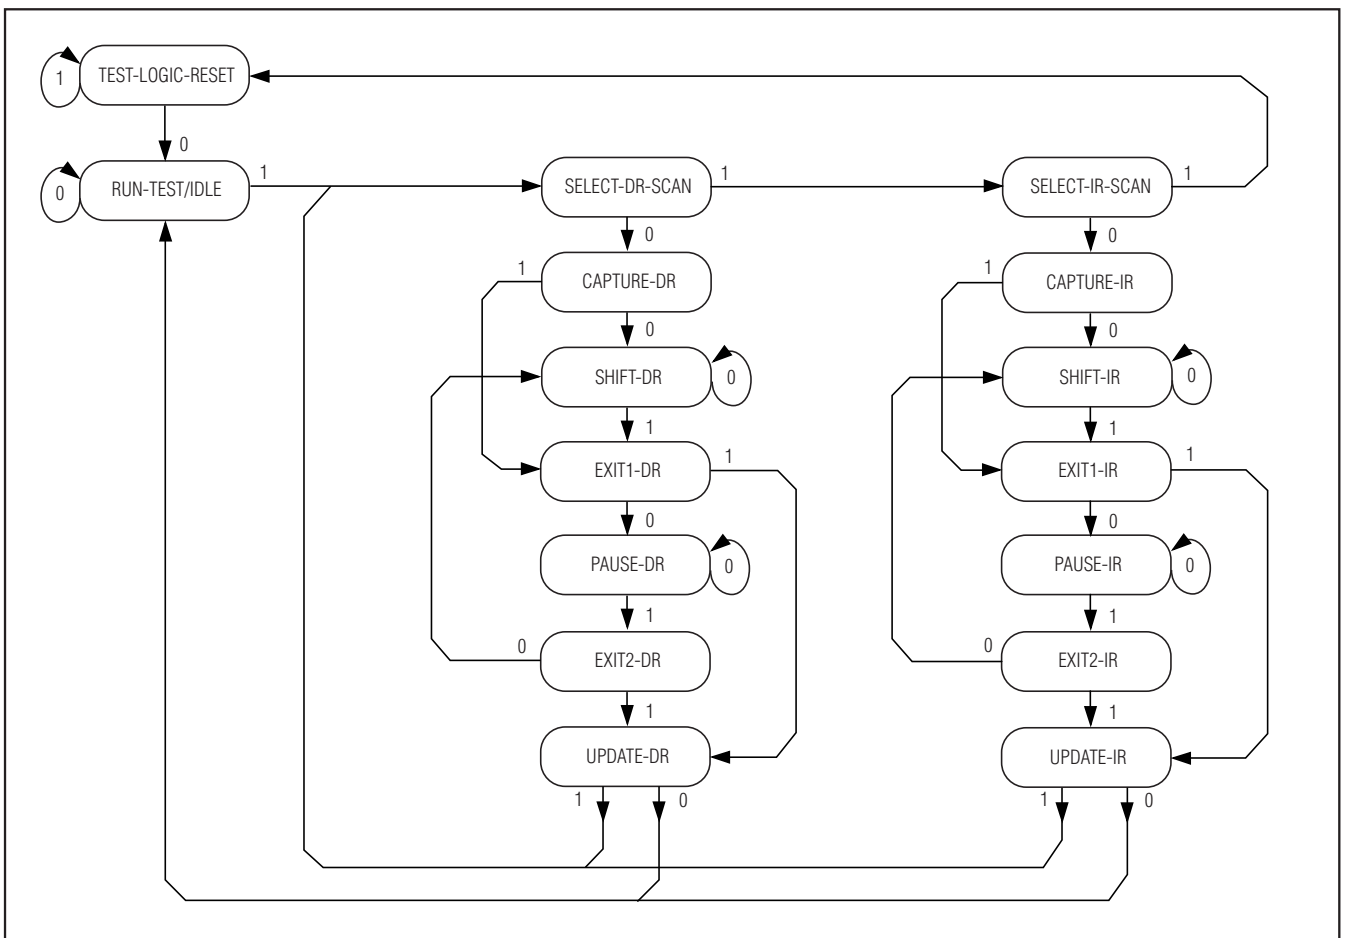 TEST-LOGIC-RESET
1
0
RUN-TEST/IDLE
0
1
SELECT-DR-SCAN
1
SELECT-IR-SCAN
1
0
0
1
CAPTURE-DR
1
CAPTURE-IR
0
0
SHIFT-DR
0
SHIFT-IR
0
1
1
EXIT1-DR
1
EXIT1-IR
1
0
0
PAUSE-DR
0
PAUSE-IR
0
1
1
0
EXIT2-DR
0
EXIT2-IR
1
1
UPDATE-DR
UPDATE-IR
1
0
1
0